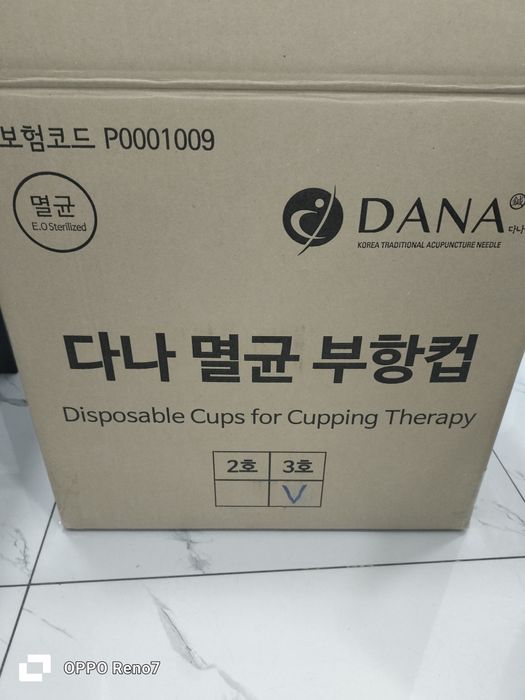 보험코드 P0001009
멸균
E.O Sterilized
DANA
다나
KOREA TRADITIONAL ACUPUNCTURE NEEDLE
다나 멸균 부항컵
Disposable Cups for Cupping Therapy
2호 3호
V
OPPO Reno7